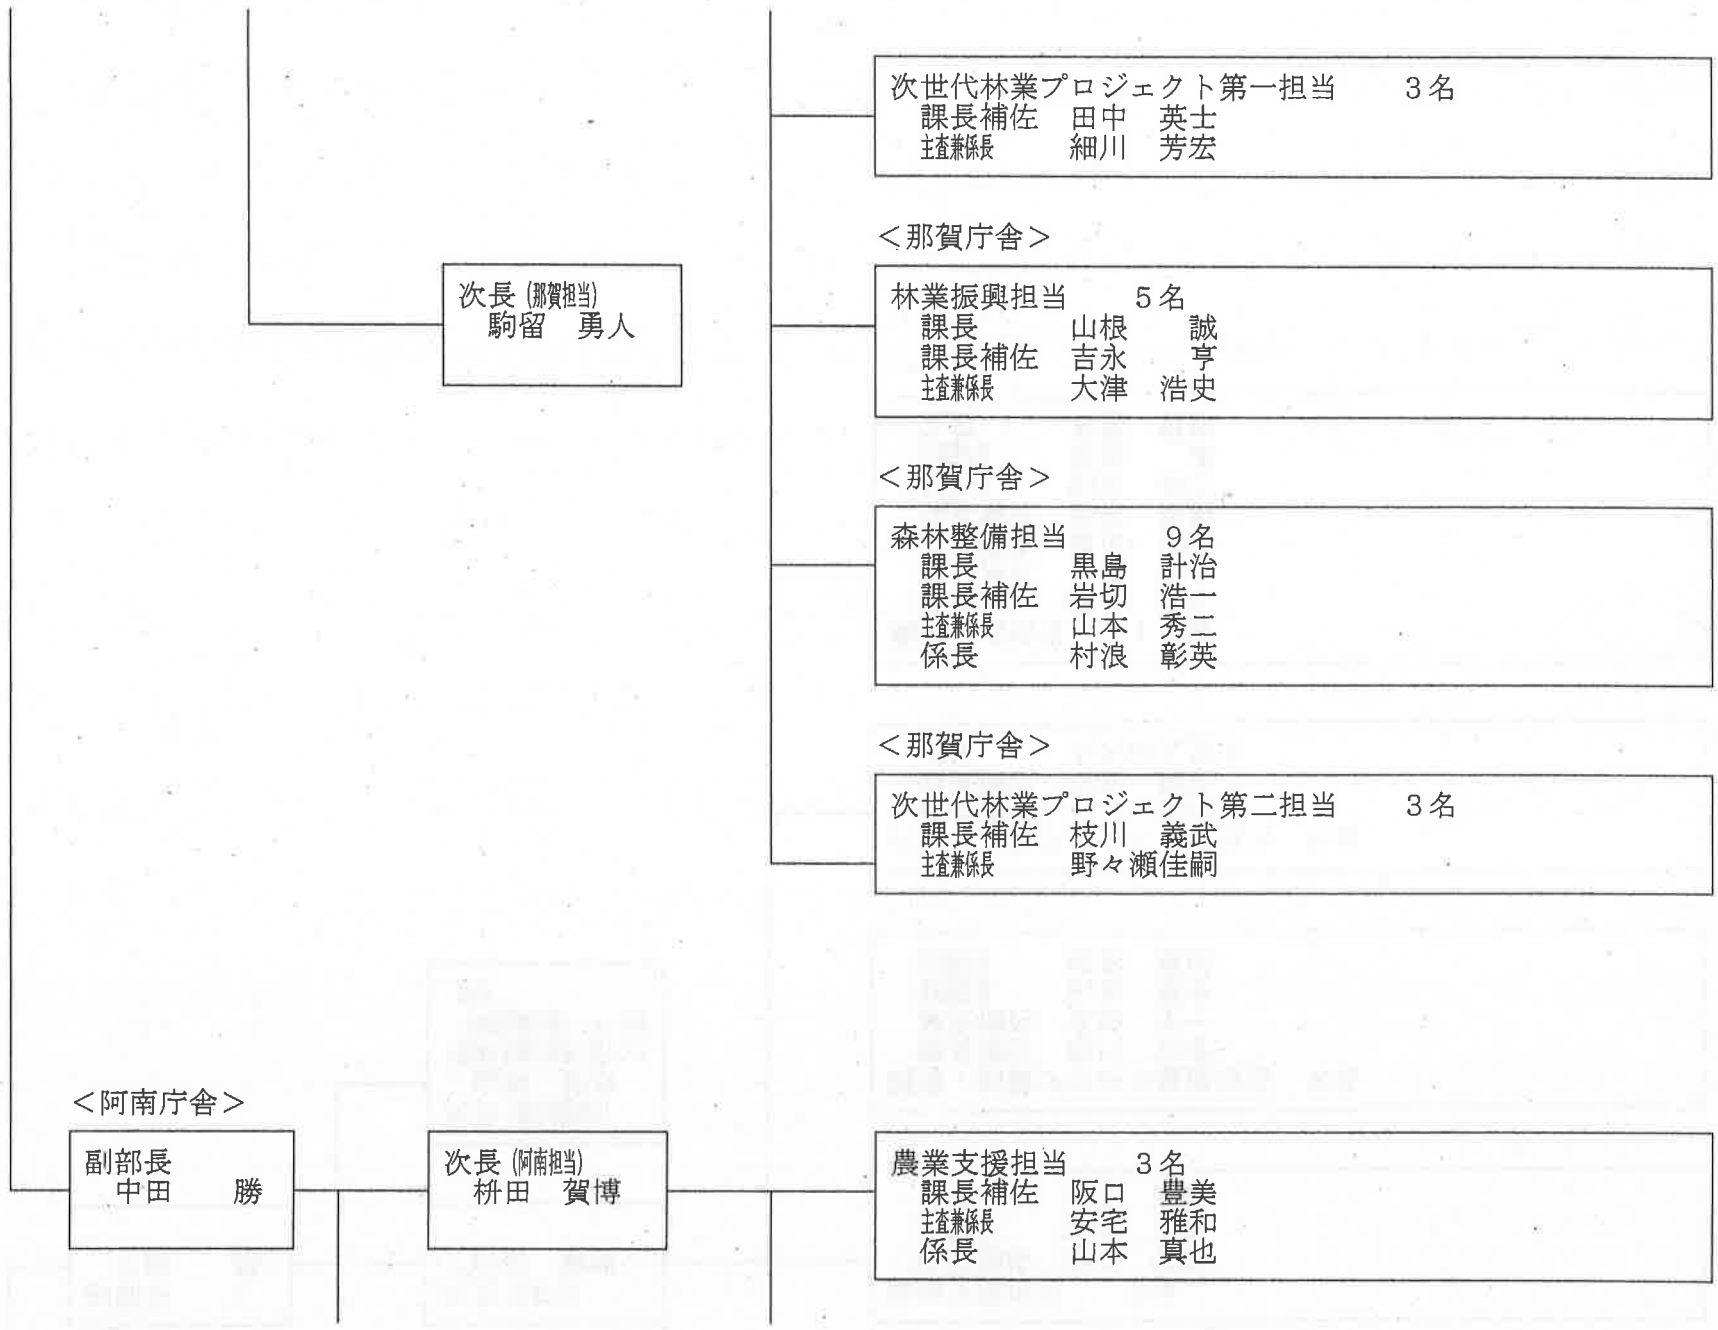 次世代林業プロジェクト第一担当　　3名
課長補佐　田中　英士
主査兼係長　細川　芳宏
＜那賀庁舎＞
次長（那賀担当）
駒留　勇人
林業振興担当　　5名
課長　山根　誠
課長補佐　吉永　亨
主査兼係長　大津　浩史
＜那賀庁舎＞
森林整備担当　　9名
課長　黒島　計治
課長補佐　岩切　浩一
主査兼係長　山本　秀二
係長　村浪　彰英
＜那賀庁舎＞
次世代林業プロジェクト第二担当　　3名
課長補佐　枝川　義武
主査兼係長　野々瀬佳嗣
＜阿南庁舎＞
副部長
中田　勝
次長（阿南担当）
枡田　賀博
農業支援担当　　3名
課長補佐　阪口　豊美
主査兼係長　安宅　雅和
係長　山本　真也